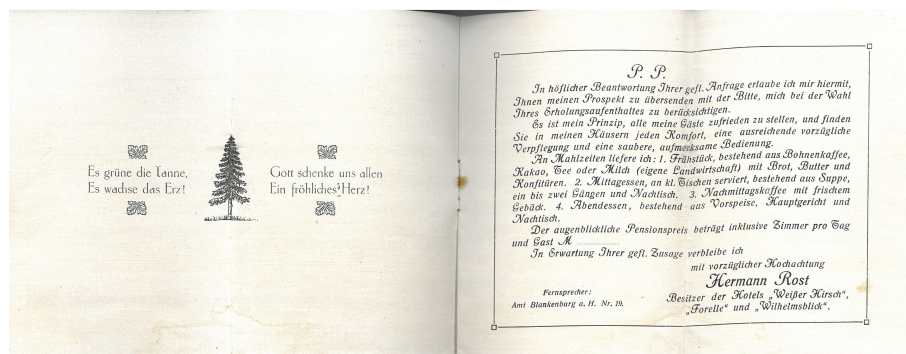 Es grüne die Tanne,
Es wachse das Erz!
Gott schenke uns allen
Ein fröhliches Herz!
P. P.
In höflicher Beantwortung Ihrer gefl. Anfrage erlaube ich mir hiermit,
Ihnen meinen Prospekt zu übersenden mit der Bitte, mich bei der Wahl
Ihres Erholungsaufenthaltes zu berücksichtigen.
Es ist mein Prinzip, alle meine Gäste zufrieden zu stellen, und finden
Sie in meinen Häusern jeden Komfort, eine ausreichende vorzügliche
Verpflegung und eine saubere, aufmerksame Bedienung.
An Mahlzeiten liefere ich: 1. Frühstück, bestehend aus Bohnenkaffee,
Kakao, Tee oder Milch (eigene Landwirtschaft) mit Brot, Butter und
Konfitüren. 2. Mittagessen, an kl. Tischen serviert, bestehend aus Suppe,
ein bis zwei Gängen und Nachtisch. 3. Nachmittagskaffee mit frischem
Gebäck. 4. Abendessen, bestehend aus Vorspeise, Hauptgericht und
Nachtisch.
Der augenblickliche Pensionspreis beträgt inklusive Zimmer pro Tag
und Gast M ............
In Erwartung Ihrer gefl. Zusage verbleibe ich
mit vorzüglicher Hochachtung
Hermann Rost
Besitzer der Hotels „Weißer Hirsch“,
„Forelle“ und „Wilhelmsblick“.
Fernsprecher:
Amt Blankenburg a. H. Nr. 19.